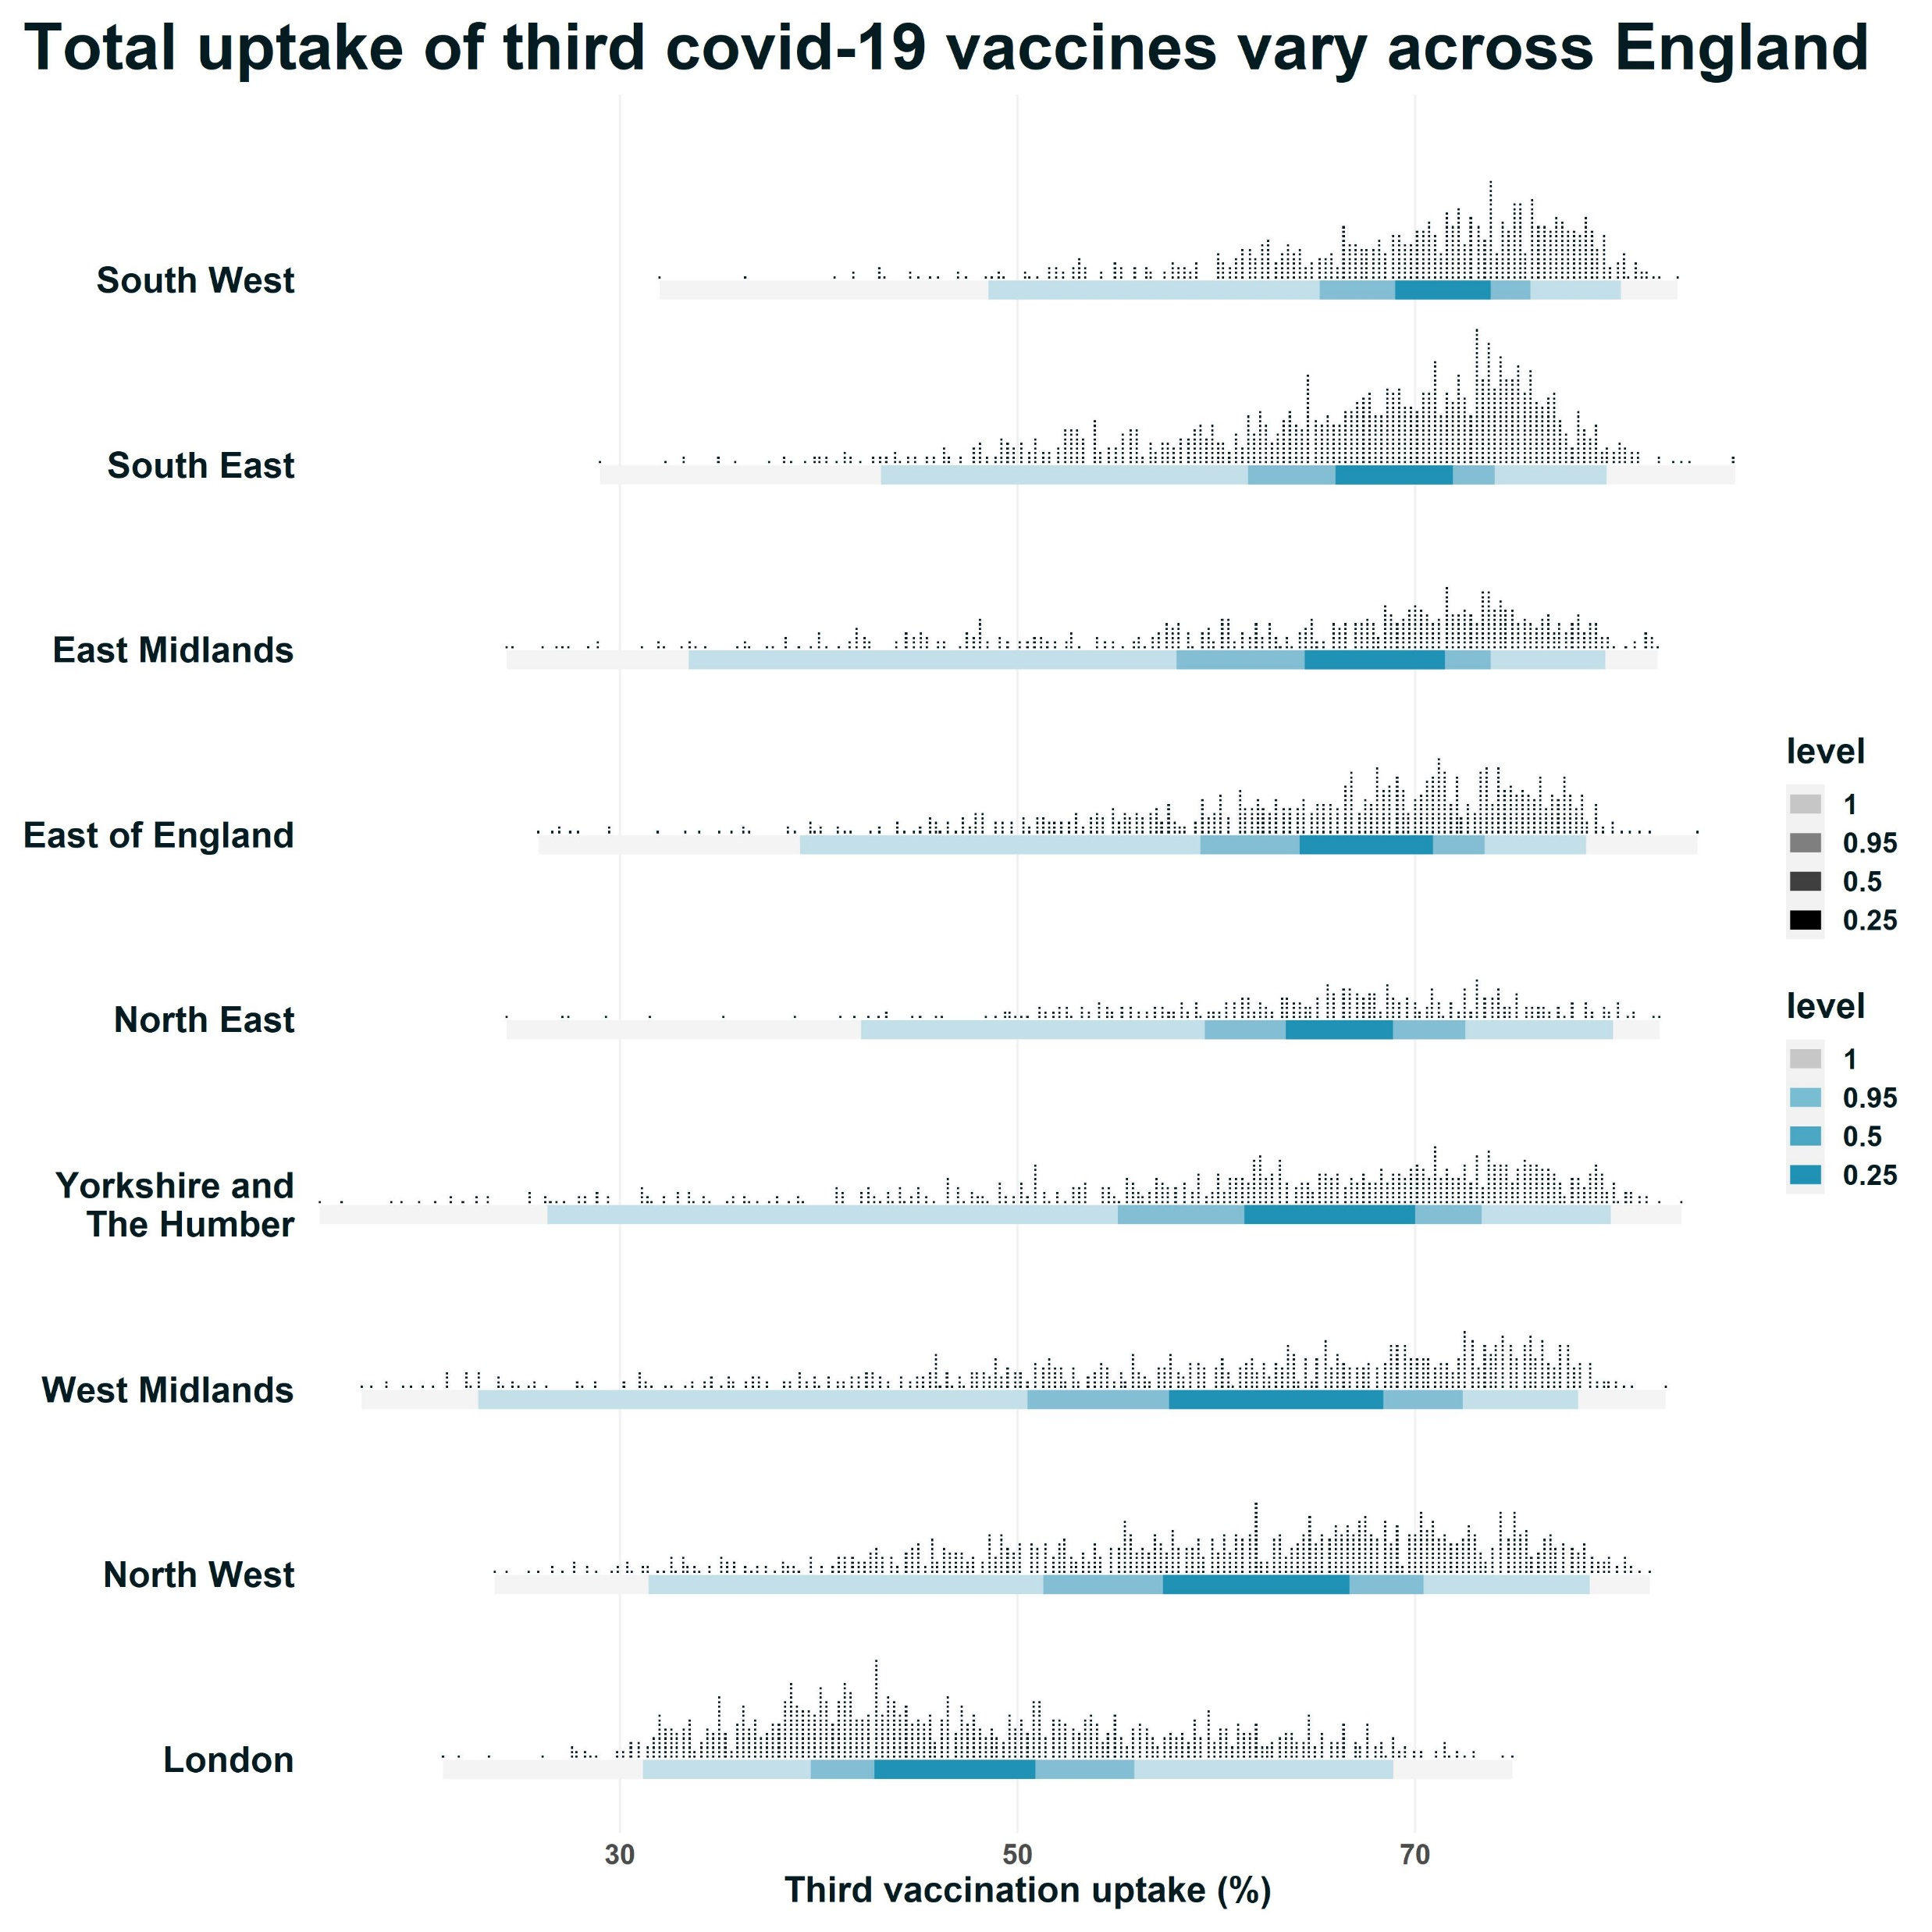 Total uptake of third covid-19 vaccines vary across England
South West
South East
East Midlands
East of England
North East
Yorkshire and
The Humber
West Midlands
North West
London
level
1
0.95
0.5
0.25
level
1
0.95
0.5
0.25
30
50
70
Third vaccination uptake (%)